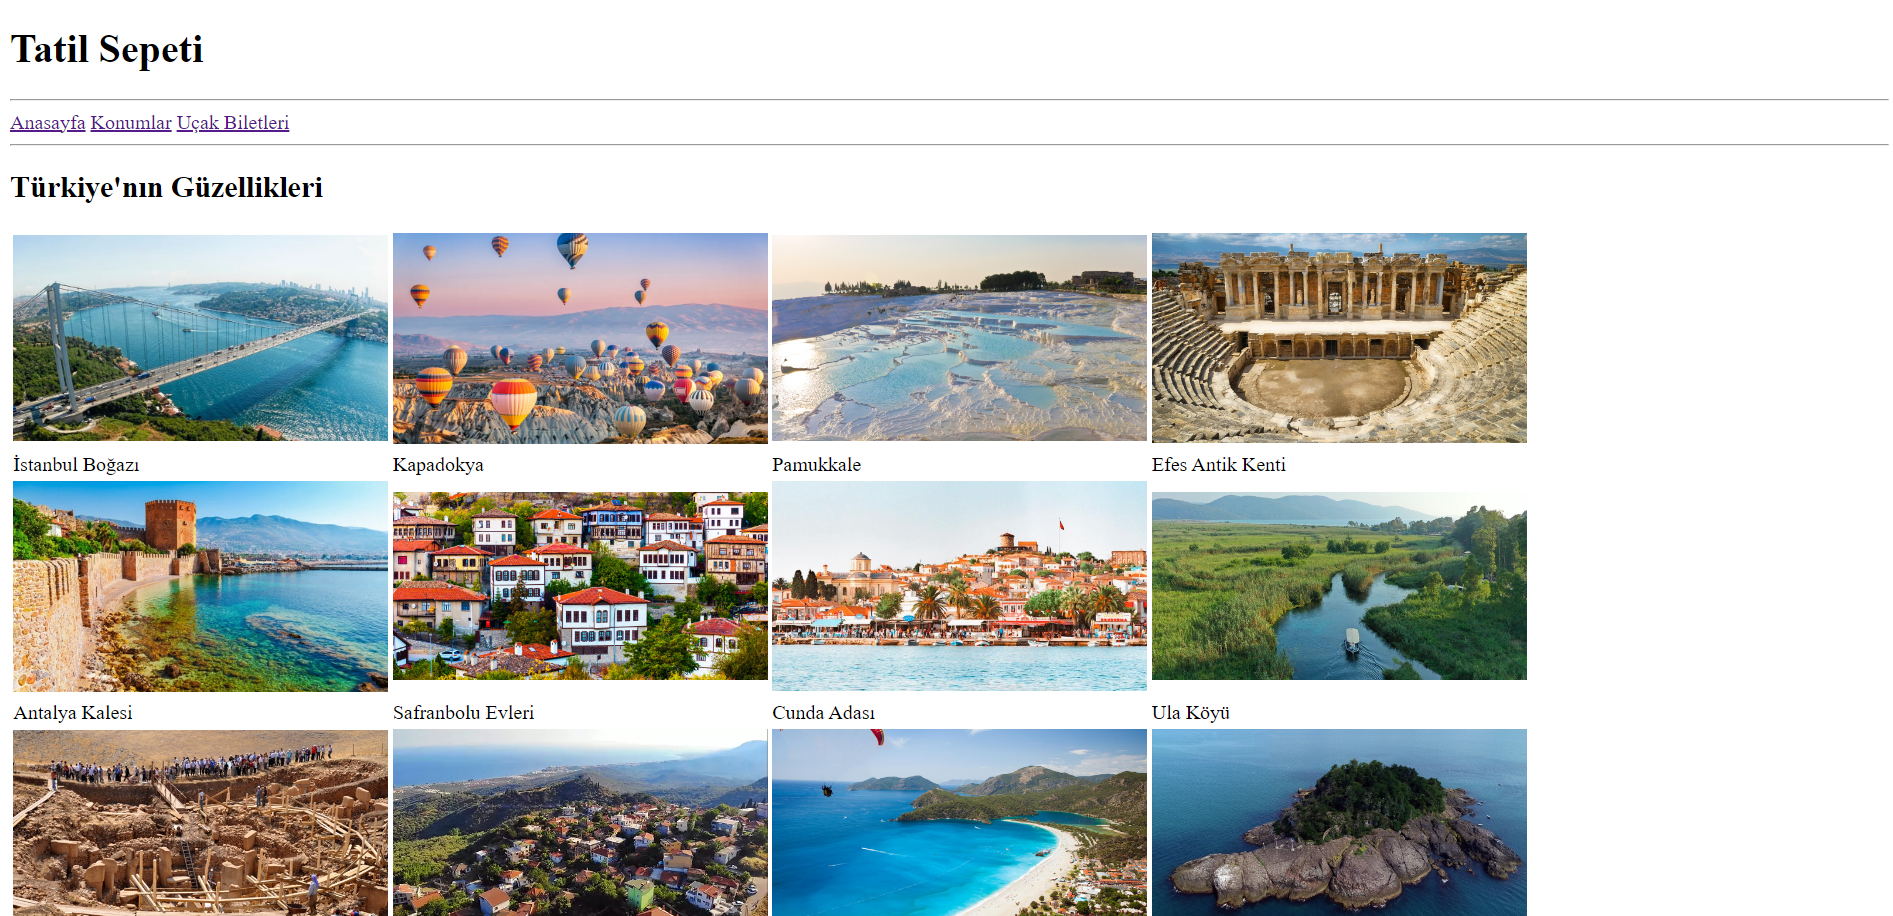 Tatil Sepeti
Anasayfa Konumlar Uçak Biletleri
Türkiye'nın Güzellikleri
İstanbul Boğazı Kapadokya Pamukkale Efes Antik Kenti
Antalya Kalesi Safranbolu Evleri Cunda Adası Ula Köyü